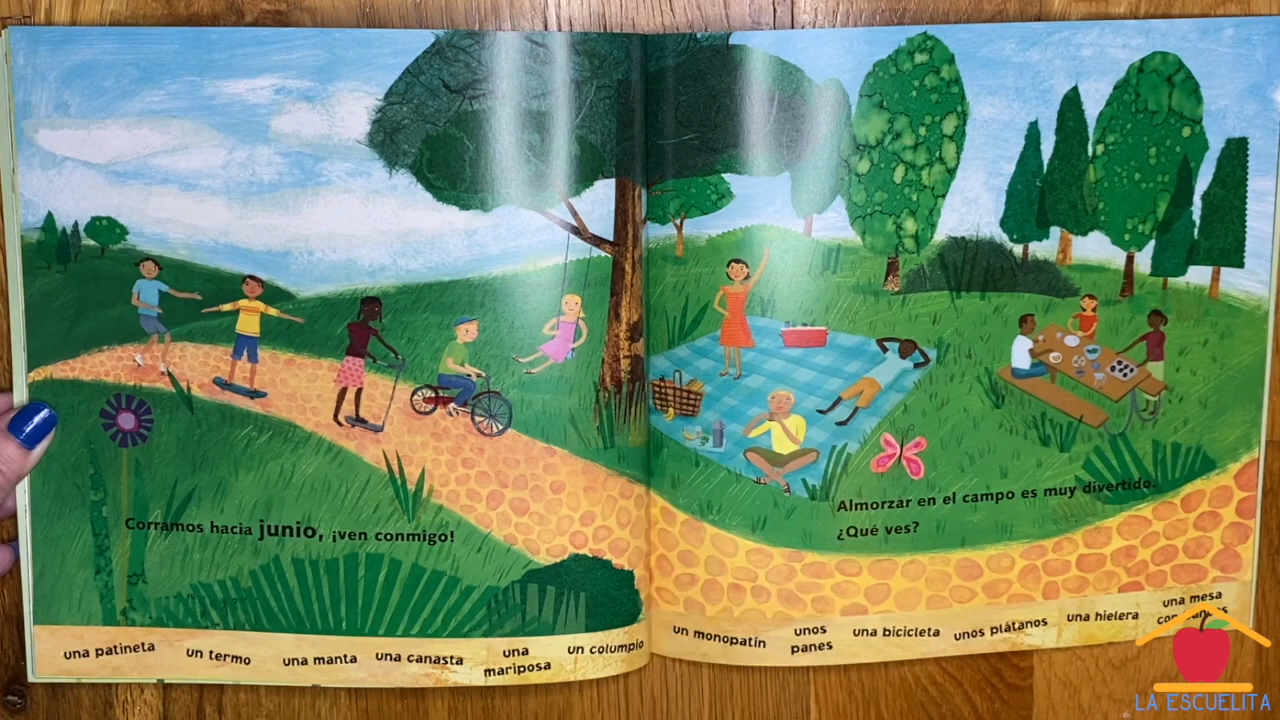 Corramos hacia junio, ¡ven conmigo!
Almorzar en el campo es muy divertido.
¿Qué ves?
una patineta
un termo
una manta
una canasta
una
mariposa
un columpio
un monopatín
unos
panes
una bicicleta
unos plátanos
una hielera
una mesa
LA ESCUELITA